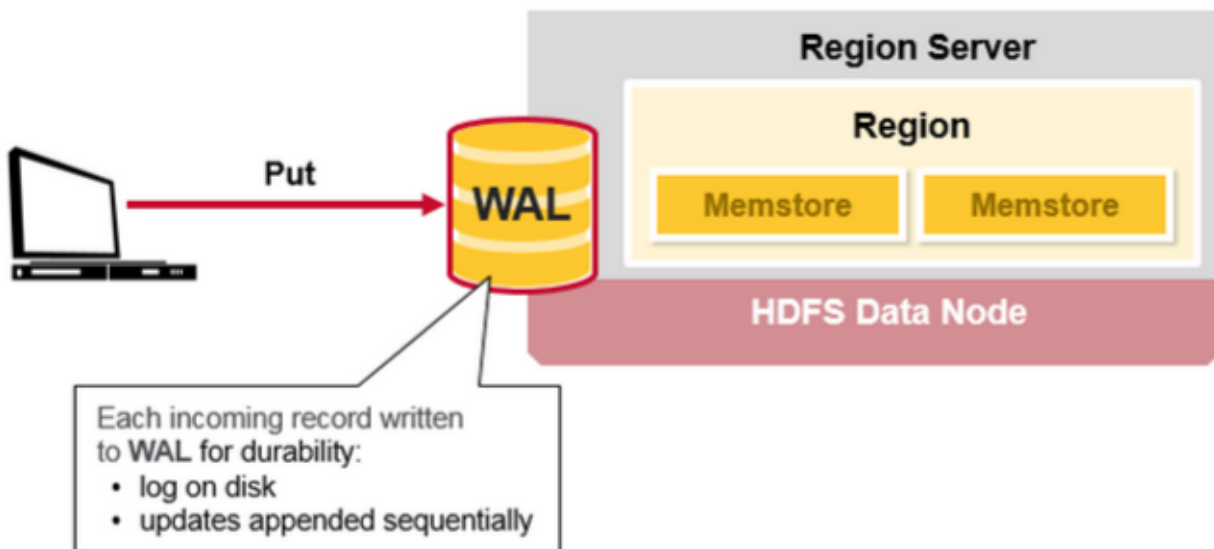 Region Server
Region
Put
WAL
Memstore
Memstore
HDFS Data Node
Each incoming record written
to WAL for durability:
• log on disk
• updates appended sequentially